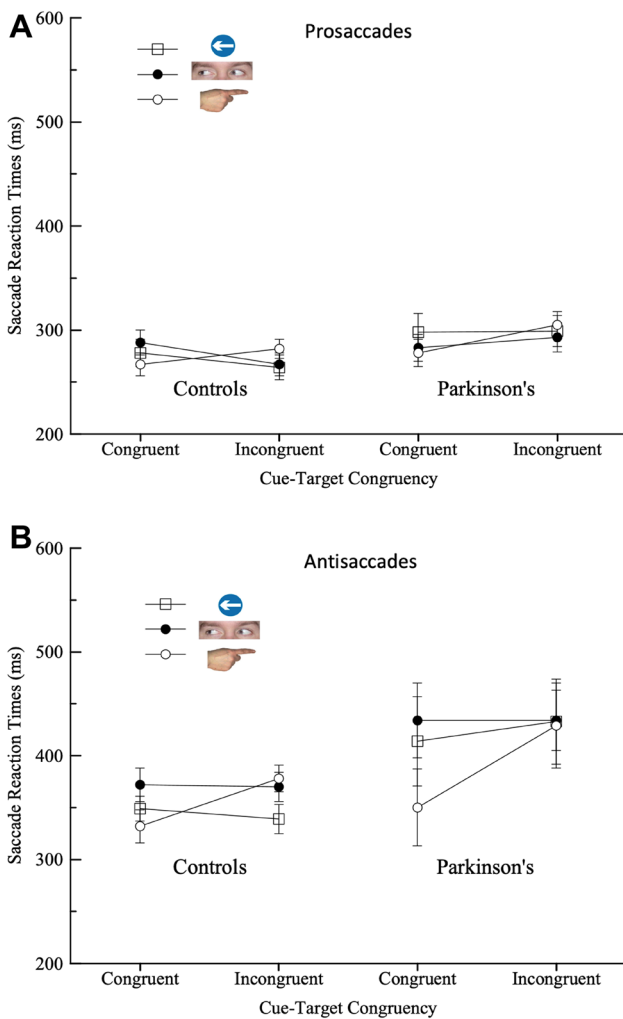 A
Prosaccades
600
500
400
300
200
Saccade Reaction Times (ms)
Controls
Parkinson's
Congruent
Incongruent
Congruent
Incongruent
Cue-Target Congruency
B
Antisaccades
600
500
400
300
200
Saccade Reaction Times (ms)
Controls
Parkinson's
Congruent
Incongruent
Congruent
Incongruent
Cue-Target Congruency